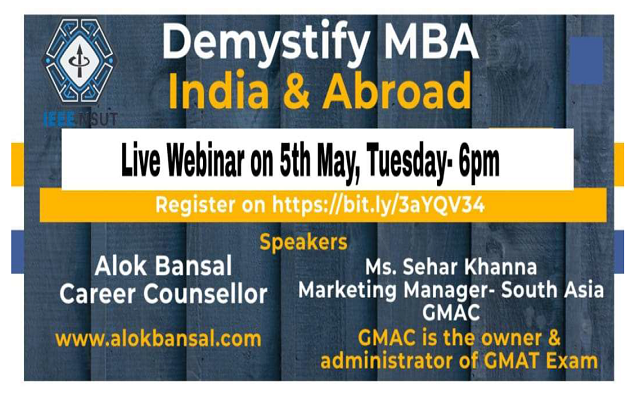 Demystify MBA
India & Abroad
IEEE NSUT
Live Webinar on 5th May, Tuesday- 6pm
Register on https://bit.ly/3aYQV34
Speakers
Alok Bansal
Career Counsellor
www.alokbansal.com
Ms. Sehar Khanna
Marketing Manager- South Asia
GMAC
GMAC is the owner &
administrator of GMAT Exam